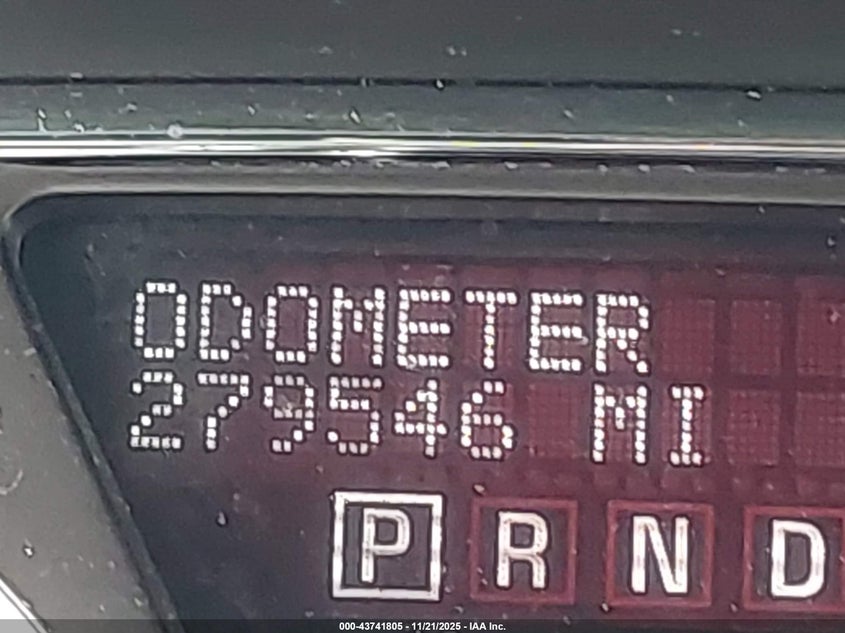 ODOMETER
279546 MI
P R N D
000-43741805 - 11/21/2025 - IAA Inc.